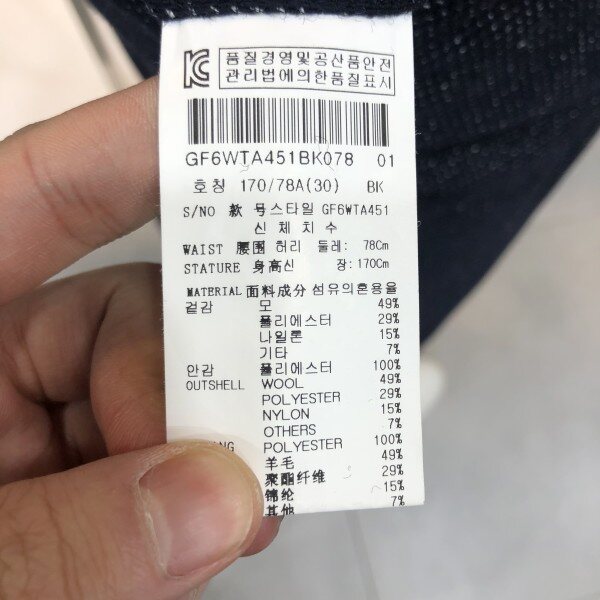 KC 품질경영및공산품안전
관리법에의한품질표시
GF6WTA451BK078 01
호칭 170/78A(30) BK
S/NO 款 号스타일 GF6WTA451
신체치수
WAIST 腰围 허리 둘레: 78Cm
STATURE 身高신 장:170Cm
MATERIAL 面料成分 섬유의혼용율
겉감 모 49%
폴리에스터 29%
나일론 15%
기타 7%
안감 폴리에스터 100%
OUTSHELL WOOL 49%
POLYESTER 29%
NYLON 15%
OTHERS 7%
POLYESTER 100%
羊毛 49%
聚酯纤维 29%
锦纶 15%
其他 7%